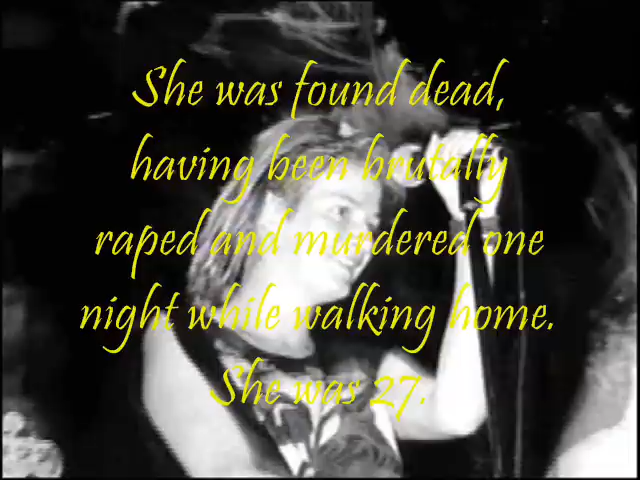 She was found dead,
having been brutally
raped and murdered one
night while walking home.
She was 27.